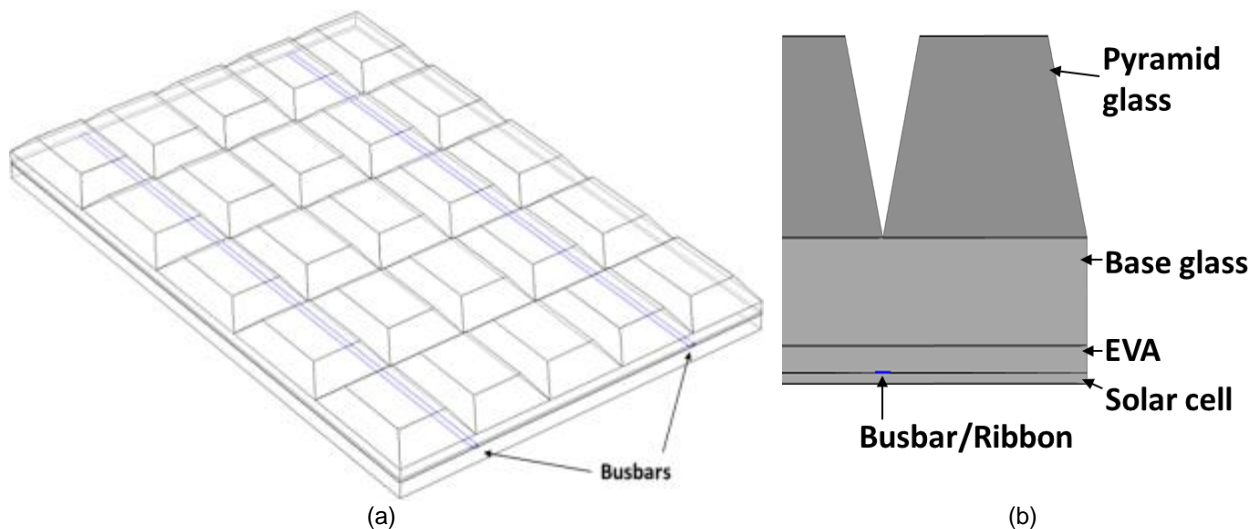 Pyramid
glass
Base glass
EVA
Solar cell
Busbar/Ribbon
Busbars
(a)
(b)